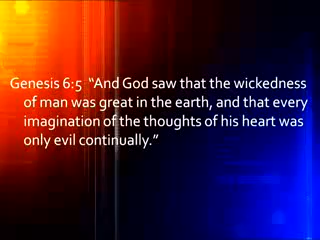 Genesis 6:5 “And God saw that the wickedness
of man was great in the earth, and that every
imagination of the thoughts of his heart was
only evil continually.”